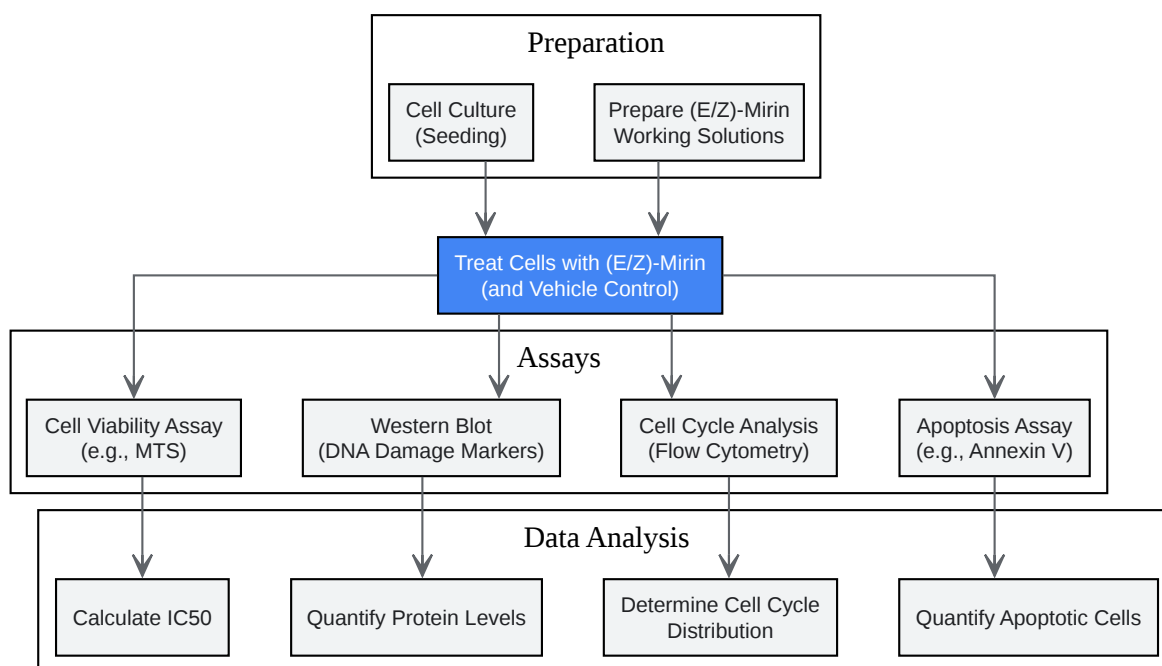 Preparation
Cell Culture
(Seeding)
Prepare (E/Z)-Mirin
Working Solutions
Treat Cells with (E/Z)-Mirin
(and Vehicle Control)
Assays
Cell Viability Assay
(e.g., MTS)
Western Blot
(DNA Damage Markers)
Cell Cycle Analysis
(Flow Cytometry)
Apoptosis Assay
(e.g., Annexin V)
Data Analysis
Calculate IC50
Quantify Protein Levels
Determine Cell Cycle
Distribution
Quantify Apoptotic Cells